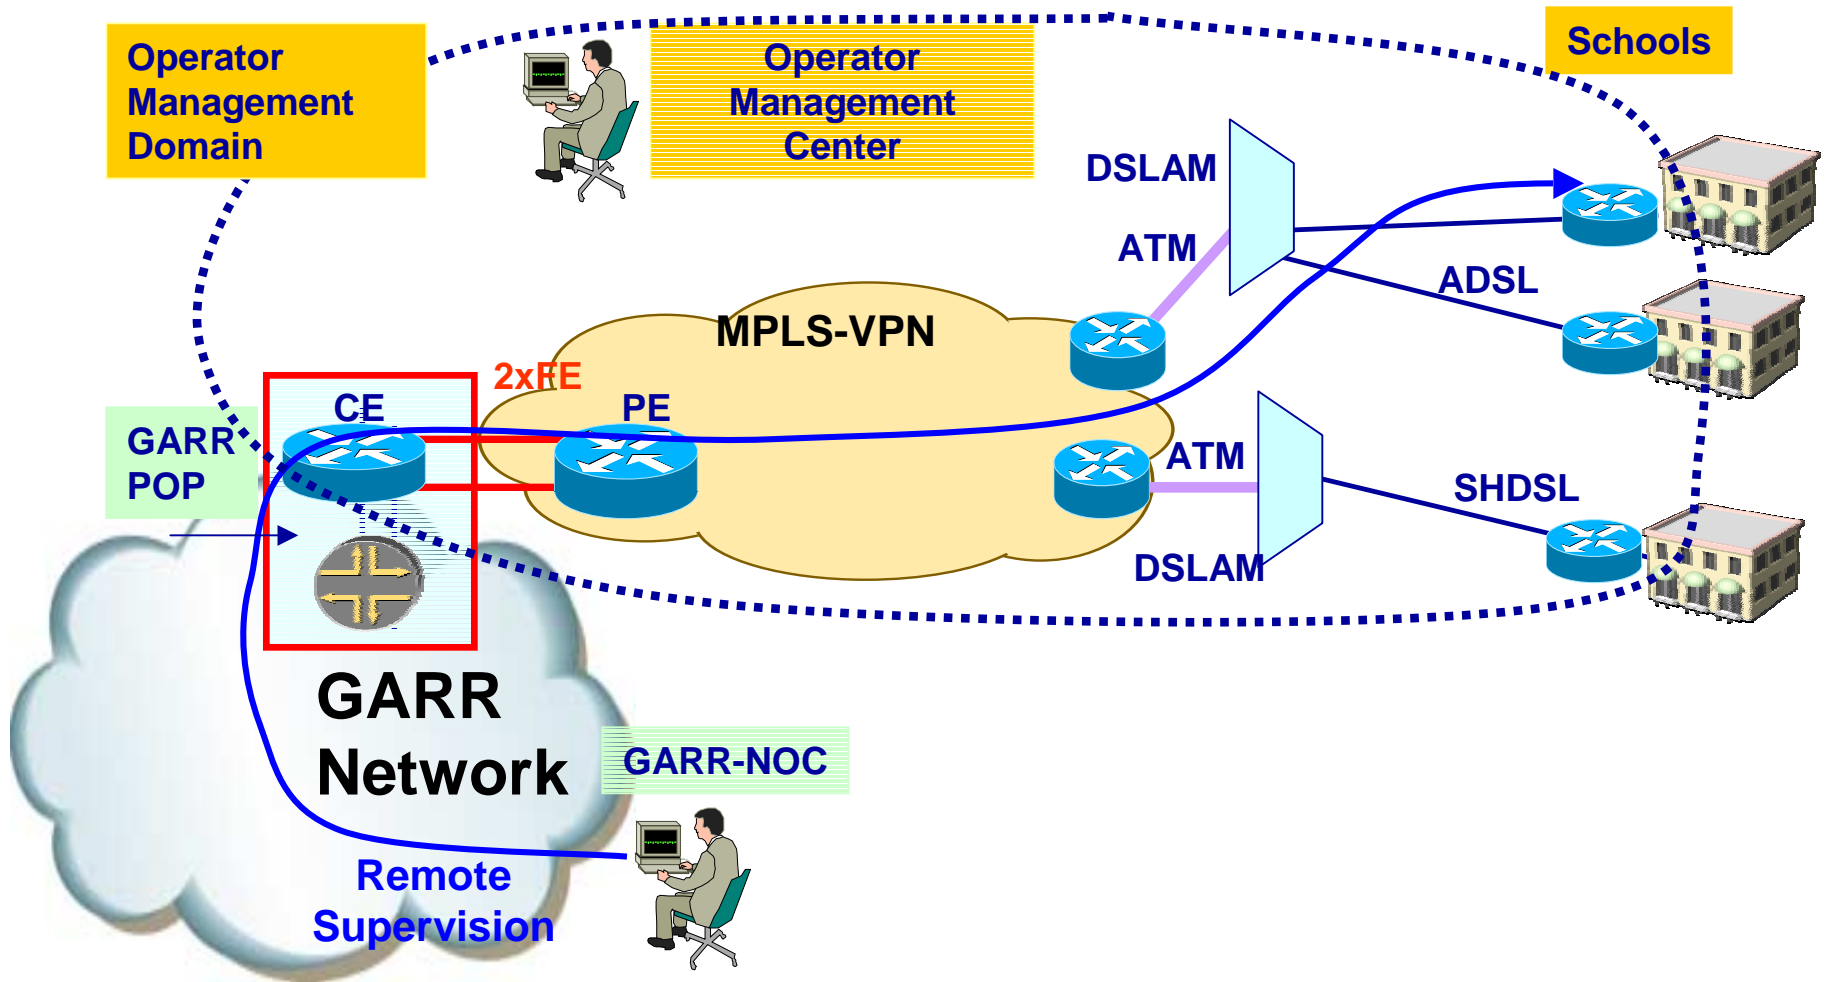 Operator
Management
Domain
Operator
Management
Center
Schools
DSLAM
ATM
ADSL
MPLS-VPN
2xFE
CE
PE
GARR
POP
ATM
SHDSL
DSLAM
GARR
Network
GARR-NOC
Remote
Supervision